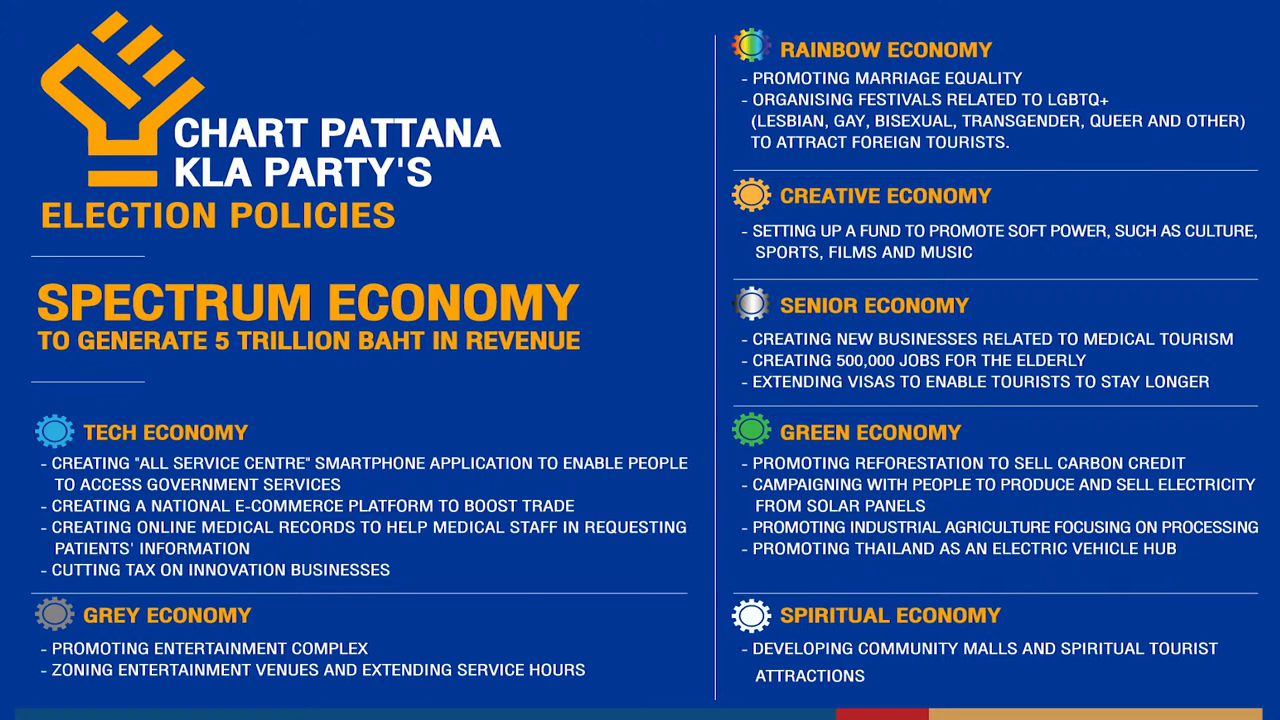 CHART PATTANA
KLA PARTY'S
ELECTION POLICIES
SPECTRUM ECONOMY
TO GENERATE 5 TRILLION BAHT IN REVENUE
TECH ECONOMY
- CREATING "ALL SERVICE CENTRE" SMARTPHONE APPLICATION TO ENABLE PEOPLE
TO ACCESS GOVERNMENT SERVICES
- CREATING A NATIONAL E-COMMERCE PLATFORM TO BOOST TRADE
- CREATING ONLINE MEDICAL RECORDS TO HELP MEDICAL STAFF IN REQUESTING
PATIENTS' INFORMATION
- CUTTING TAX ON INNOVATION BUSINESSES
GREY ECONOMY
- PROMOTING ENTERTAINMENT COMPLEX
- ZONING ENTERTAINMENT VENUES AND EXTENDING SERVICE HOURS
RAINBOW ECONOMY
- PROMOTING MARRIAGE EQUALITY
- ORGANISING FESTIVALS RELATED TO LGBTQ+
(LESBIAN, GAY, BISEXUAL, TRANSGENDER, QUEER AND OTHER)
TO ATTRACT FOREIGN TOURISTS.
CREATIVE ECONOMY
- SETTING UP A FUND TO PROMOTE SOFT POWER, SUCH AS CULTURE,
SPORTS, FILMS AND MUSIC
SENIOR ECONOMY
- CREATING NEW BUSINESSES RELATED TO MEDICAL TOURISM
- CREATING 500,000 JOBS FOR THE ELDERLY
- EXTENDING VISAS TO ENABLE TOURISTS TO STAY LONGER
GREEN ECONOMY
- PROMOTING REFORESTATION TO SELL CARBON CREDIT
- CAMPAIGNING WITH PEOPLE TO PRODUCE AND SELL ELECTRICITY
FROM SOLAR PANELS
- PROMOTING INDUSTRIAL AGRICULTURE FOCUSING ON PROCESSING
- PROMOTING THAILAND AS AN ELECTRIC VEHICLE HUB
SPIRITUAL ECONOMY
- DEVELOPING COMMUNITY MALLS AND SPIRITUAL TOURIST
ATTRACTIONS